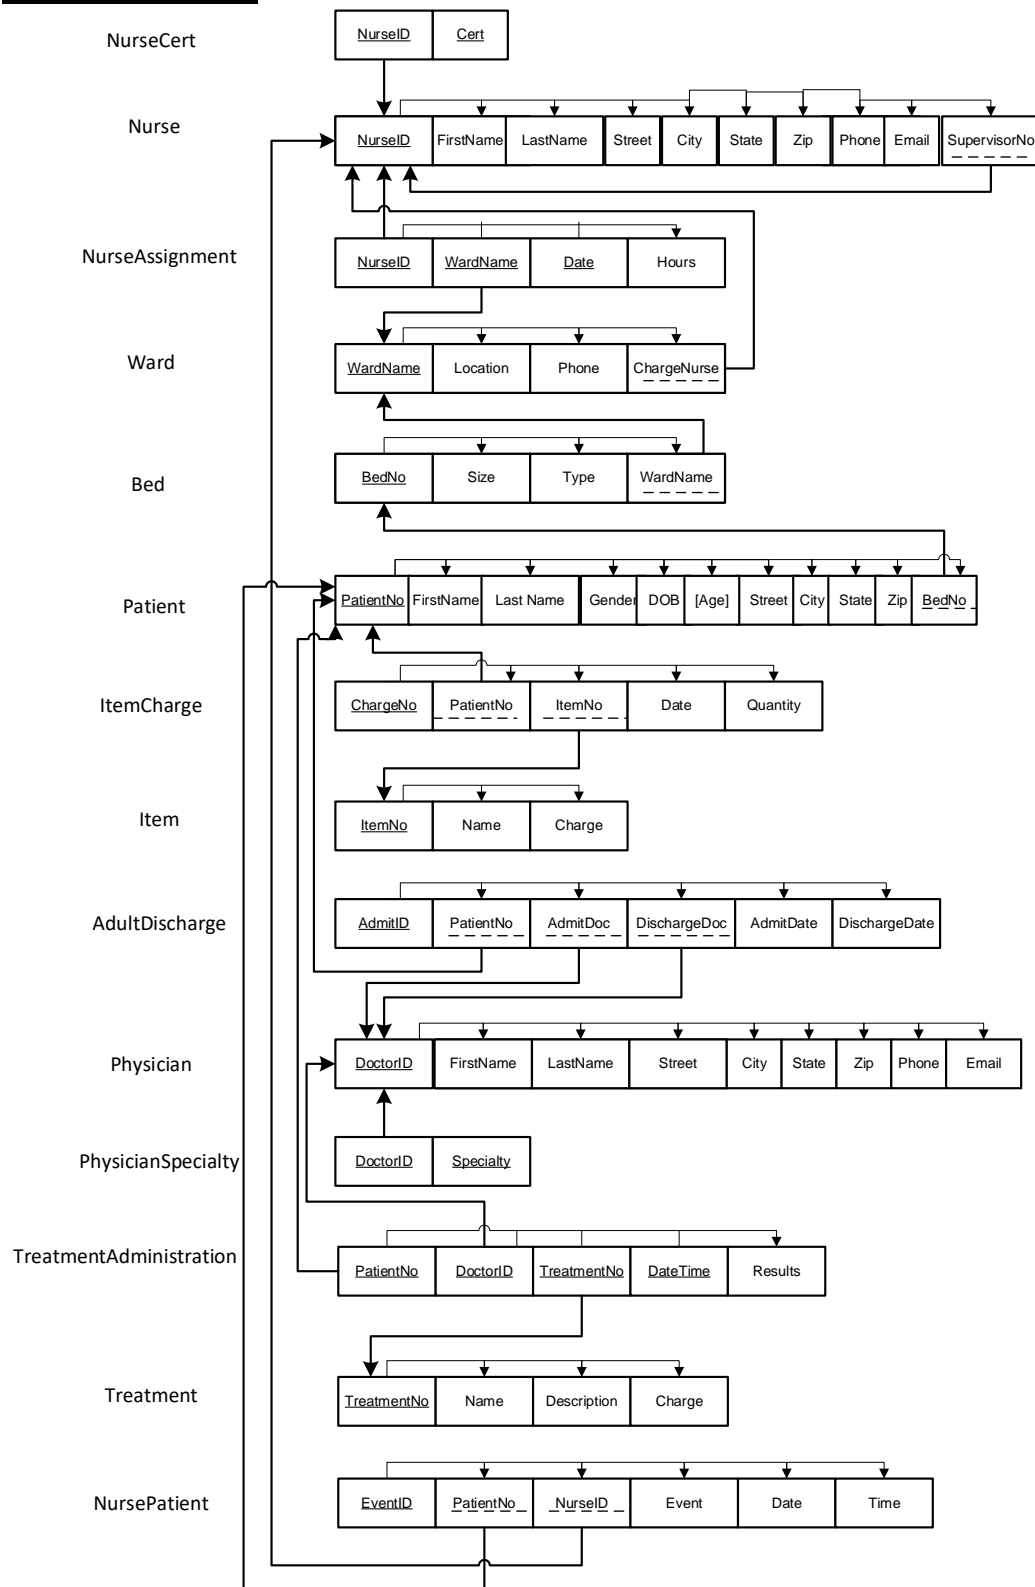 NurseCert NurseID Cert
Nurse NurseID FirstName LastName Street City State Zip Phone Email SupervisorNo
NurseAssignment NurseID WardName Date Hours
Ward WardName Location Phone ChargeNurse
Bed BedNo Size Type WardName
Patient PatientNo FirstName Last Name Gender DOB [Age] Street City State Zip BedNo
ItemCharge ChargeNo PatientNo ItemNo Date Quantity
Item ItemNo Name Charge
AdultDischarge AdmitID PatientNo AdmitDoc DischargeDoc AdmitDate DischargeDate
Physician DoctorID FirstName LastName Street City State Zip Phone Email
PhysicianSpecialty DoctorID Specialty
TreatmentAdministration PatientNo DoctorID TreatmentNo DateTime Results
Treatment TreatmentNo Name Description Charge
NursePatient EventID PatientNo NurseID Event Date Time